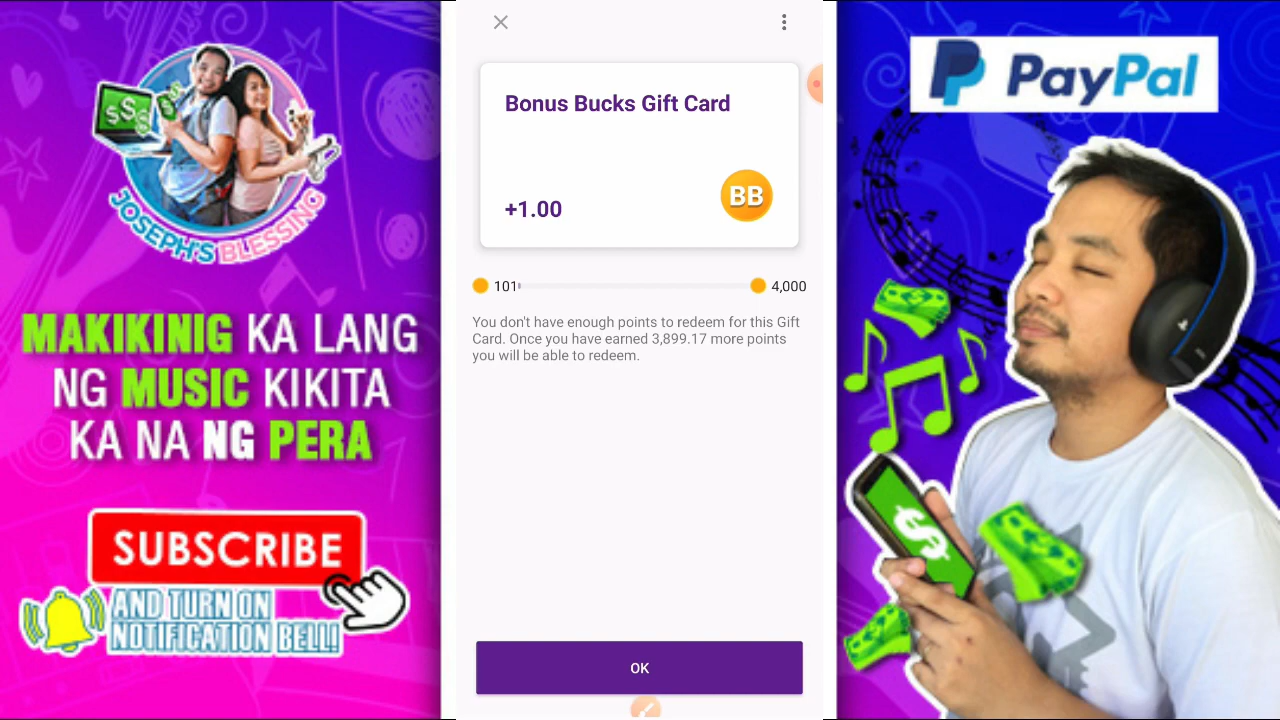 $$$
JOSEPH'S BLESSING
MAKIKINIG KA LANG
NG MUSIC KIKITA
KA NA NG PERA
SUBSCRIBE
AND TURN ON
NOTIFICATION BELL!
Bonus Bucks Gift Card
+1.00
BB
101
4,000
You don't have enough points to redeem for this Gift
Card. Once you have earned 3,899.17 more points
you will be able to redeem.
OK
PayPal
$